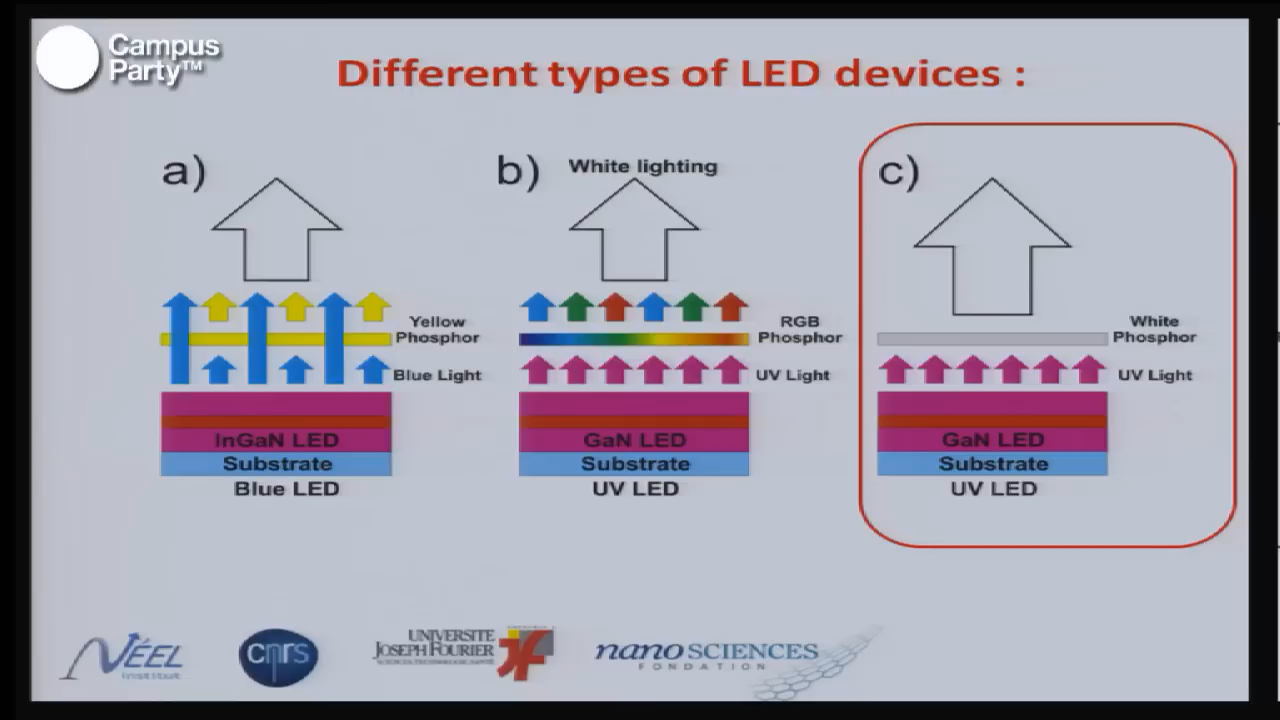 Campus
Party™
Different types of LED devices :
a)
Yellow
Phosphor
Blue Light
InGaN LED
Substrate
Blue LED
b)
White lighting
RGB
Phosphor
UV Light
GaN LED
Substrate
UV LED
c)
White
Phosphor
UV Light
GaN LED
Substrate
UV LED
NÉEL
Institut
cnrs
UNIVERSITE
JOSEPH FOURIER
nanoSCIENCES
FONDATION